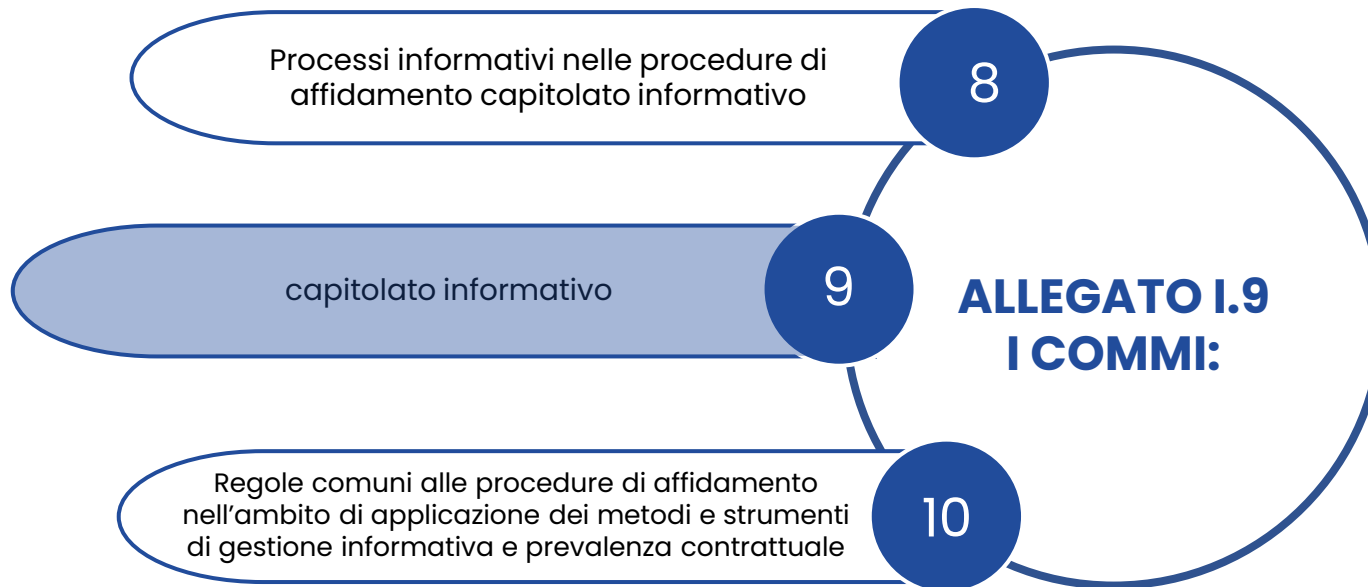 Processi informativi nelle procedure di
affidamento capitolato informativo
8
capitolato informativo
9
ALLEGATO I.9
I COMMI:
Regole comuni alle procedure di affidamento
nell’ambito di applicazione dei metodi e strumenti
di gestione informativa e prevalenza contrattuale
10